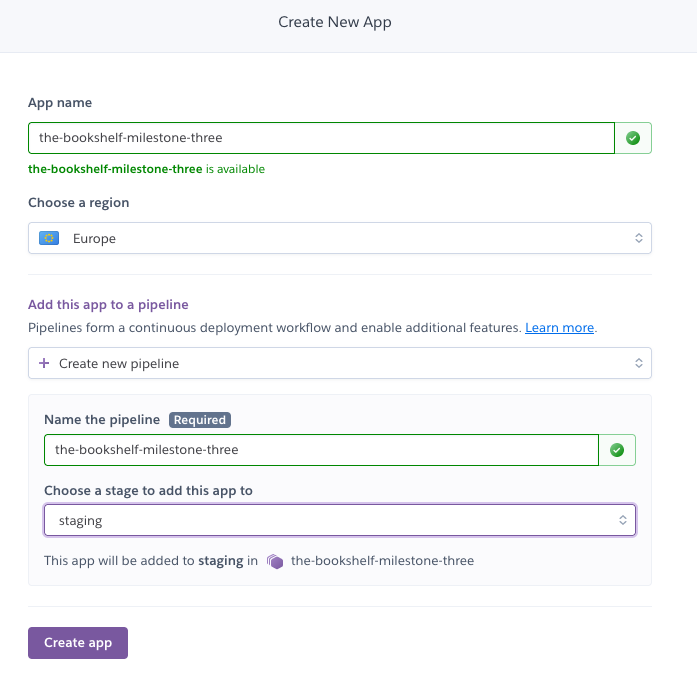 Create New App
App name
the-bookshelf-milestone-three
the-bookshelf-milestone-three is available
Choose a region
Europe
Add this app to a pipeline
Pipelines form a continuous deployment workflow and enable additional features. Learn more.
Create new pipeline
Name the pipeline Required
the-bookshelf-milestone-three
Choose a stage to add this app to
staging
This app will be added to staging in the-bookshelf-milestone-three
Create app